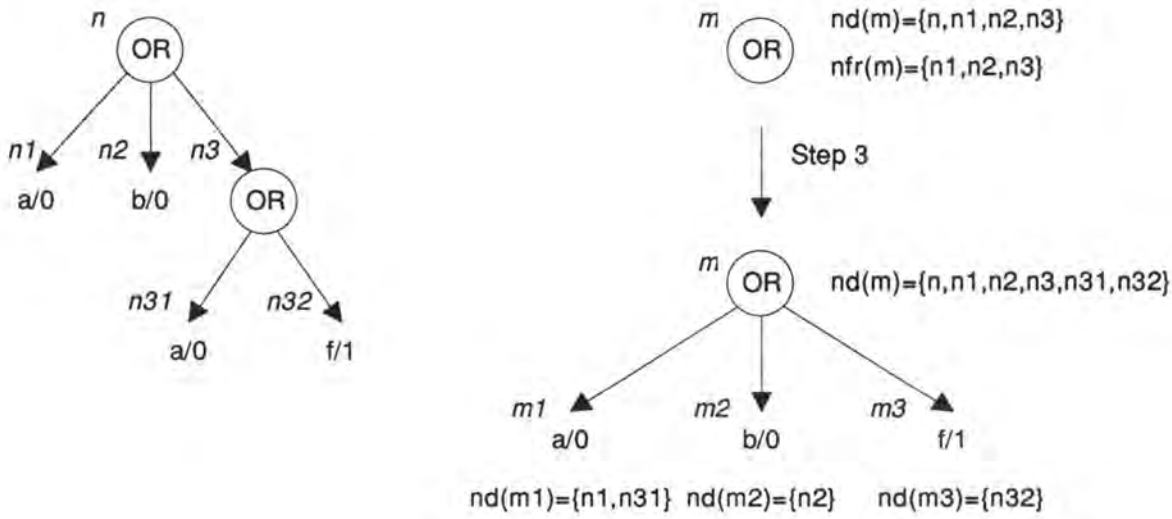 n
OR
n1 n2 n3
a/0 b/0 OR
n31 n32
a/0 f/1
m OR nd(m)={n,n1,n2,n3}
nfr(m)={n1,n2,n3}
Step 3
m OR nd(m)={n,n1,n2,n3,n31,n32}
m1 m2 m3
a/0 b/0 f/1
nd(m1)={n1,n31} nd(m2)={n2} nd(m3)={n32}